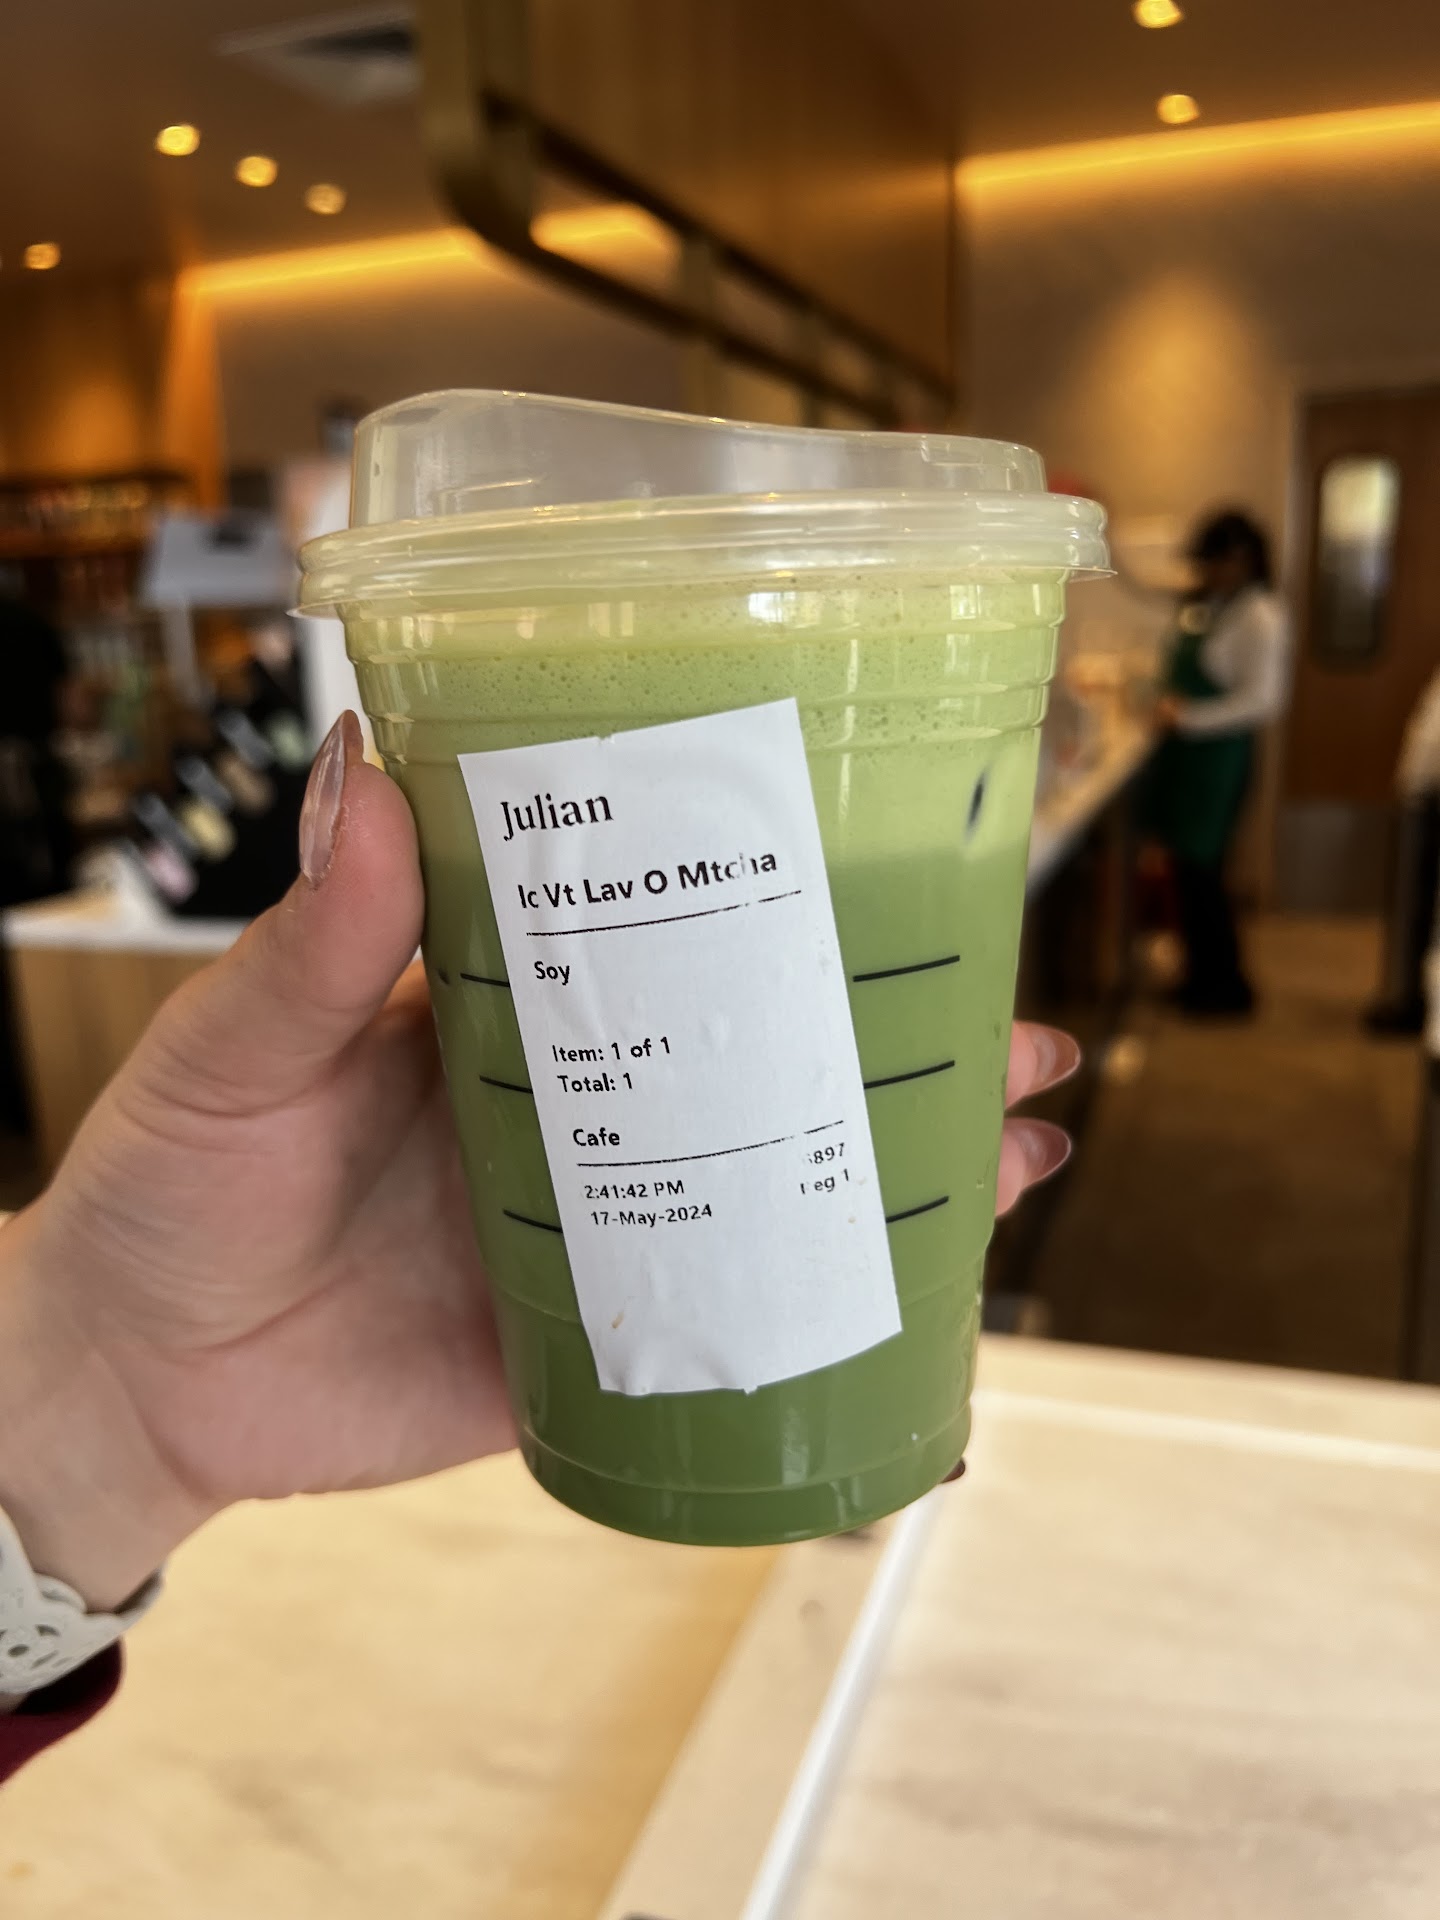 Julian
Ic Vt Lav O Mtcha
Soy
Item: 1 of 1
Total: 1
Cafe
2:41:42 PM
17-May-2024 1